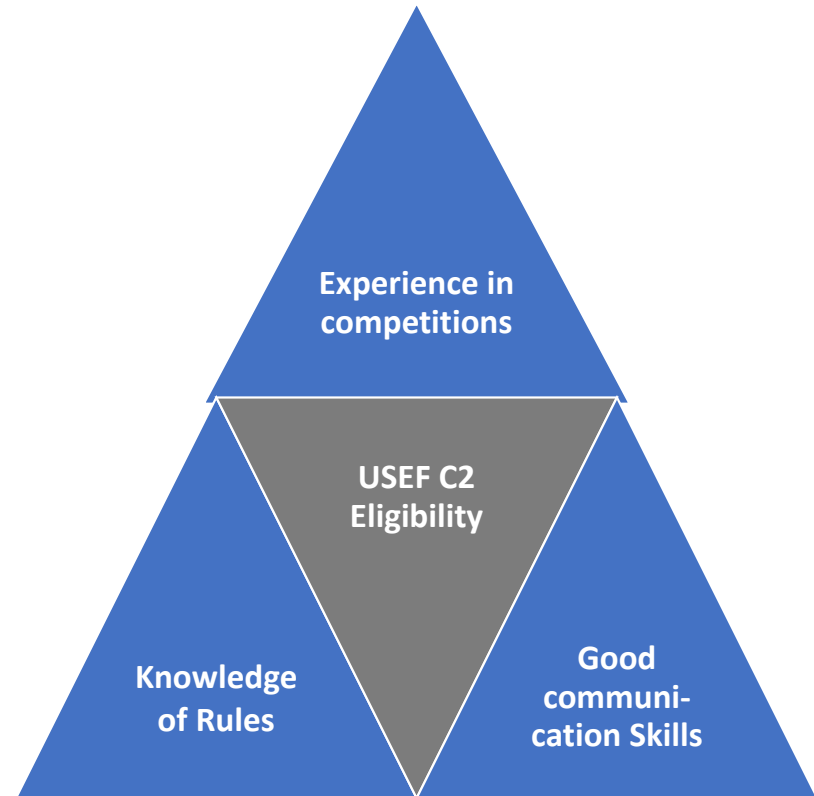 Experience in
competitions
USEF C2
Eligibility
Knowledge
of Rules
Good
communi-
cation Skills